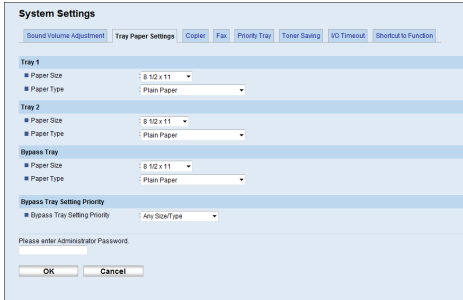 System Settings
Sound Volume Adjustment Tray Paper Settings Copier Fax Priority Tray Toner Saving I/O Timeout Shortcut to Function
Tray 1
Paper Size : 8 1/2 x 11
Paper Type : Plain Paper
Tray 2
Paper Size : 8 1/2 x 11
Paper Type : Plain Paper
Bypass Tray
Paper Size : 8 1/2 x 11
Paper Type : Plain Paper
Bypass Tray Setting Priority
Bypass Tray Setting Priority : Any Size/Type
Please enter Administrator Password.
OK Cancel